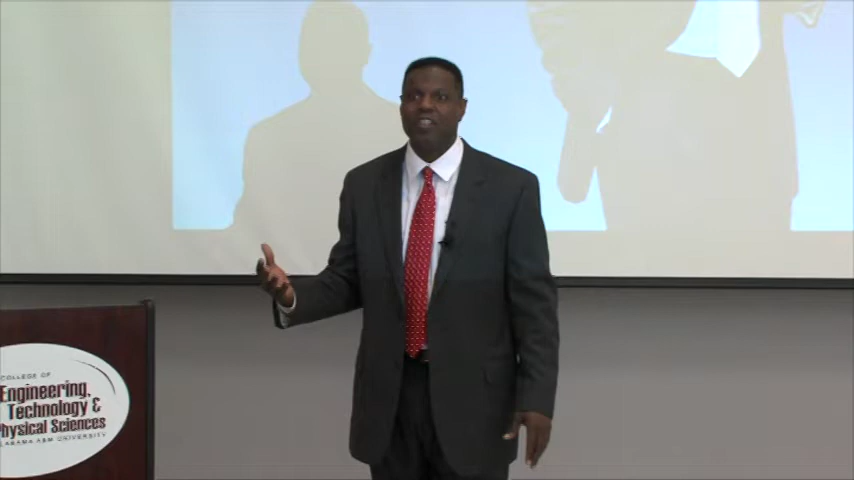 COLLEGE OF
Engineering,
Technology &
Physical Sciences
ALABAMA A&M UNIVERSITY